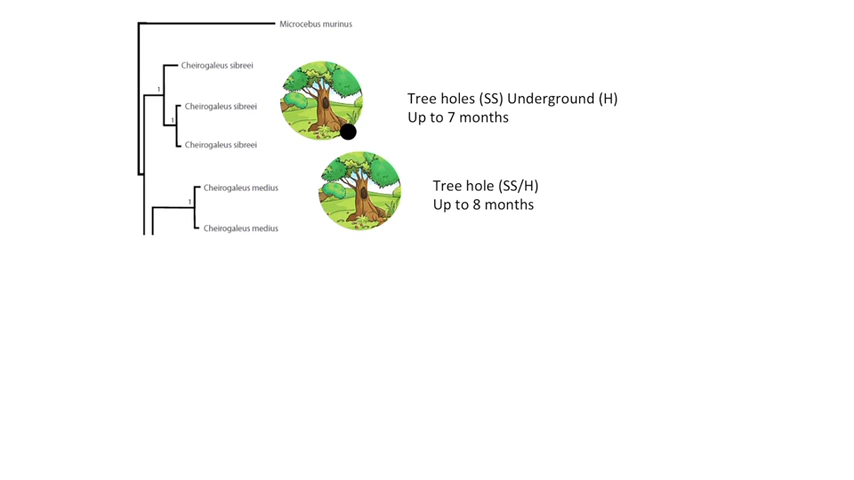 Microcebus murinus
Cheirogaleus sibreei
1
Cheirogaleus sibreei
Tree holes (SS) Underground (H)
Up to 7 months
1
Cheirogaleus sibreei
Cheirogaleus medius
Tree hole (SS/H)
Up to 8 months
1
Cheirogaleus medius